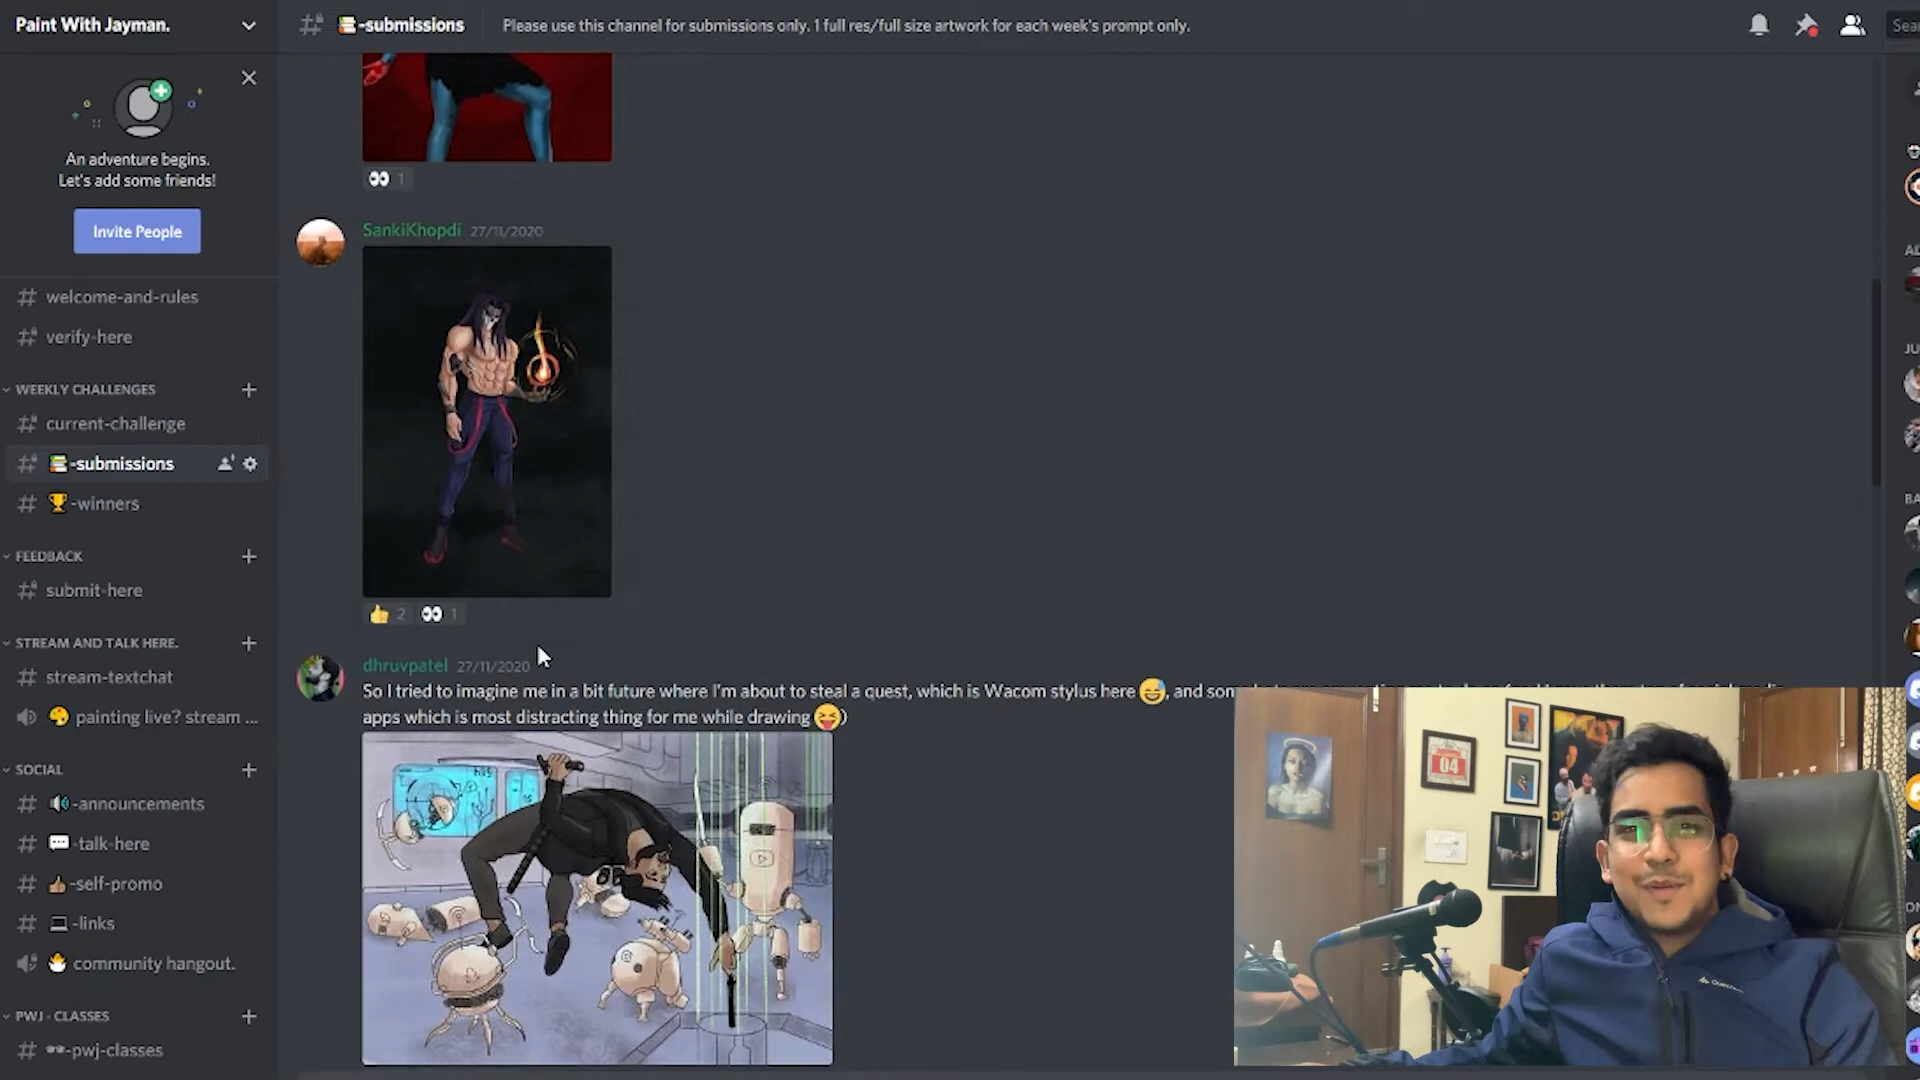 Paint With Jayman.
📚-submissions
Please use this channel for submissions only. 1 full res/full size artwork for each week's prompt only.
An adventure begins.
Let's add some friends!
Invite People
# welcome-and-rules
# verify-here
WEEKLY CHALLENGES
# current-challenge
# 📚-submissions
# 🏆-winners
FEEDBACK
# submit-here
STREAM AND TALK HERE.
# stream-textchat
🎨 painting live? stream ...
SOCIAL
# 🔊-announcements
# 💬-talk-here
# 👍-self-promo
# 💻-links
🐣 community hangout.
PWJ - CLASSES
# 🕶-pwj-classes
👀 1
SankiKhopdi 27/11/2020
👍 2 👀 1
dhruvpatel 27/11/2020
So I tried to imagine me in a bit future where I'm about to steal a quest, which is Wacom stylus here 😅, and
apps which is most distracting thing for me while drawing 😝)
04
Quechua